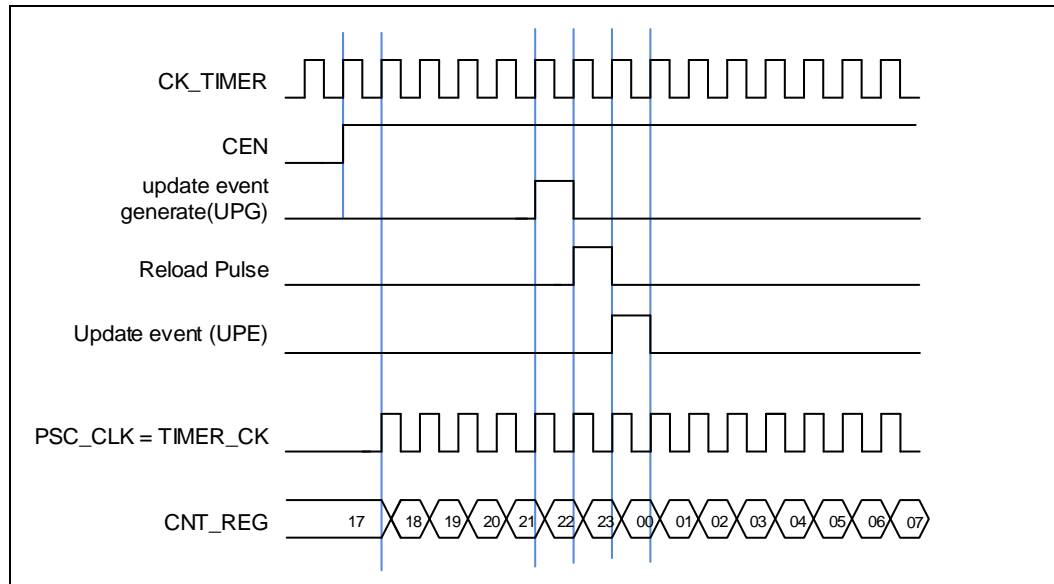 CK_TIMER
CEN
update event
generate(UPG)
Reload Pulse
Update event (UPE)
PSC_CLK = TIMER_CK
CNT_REG 17 18 19 20 21 22 23 00 01 02 03 04 05 06 07